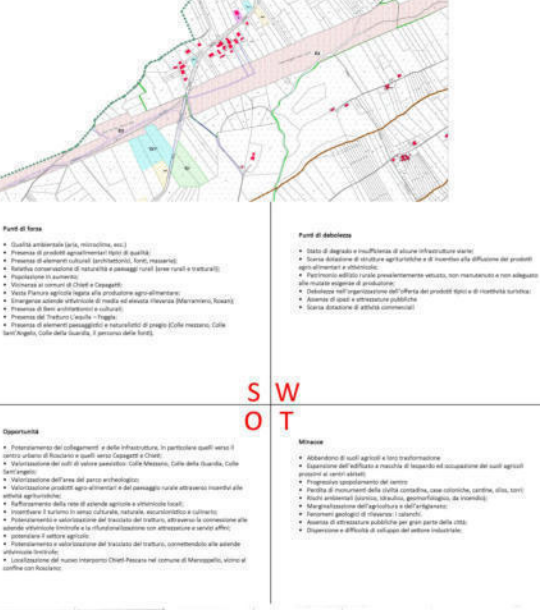 Punti di forza
• Qualità ambientale (aria, microclima, ecc.)
• Presenza di prodotti agroalimentari tipici di qualità;
• Presenza di elementi culturali (architettonici, fonti, masserie);
• Relativa conservazione di naturalità e paesaggi rurali (aree rurali e tratturali);
• Popolazione in aumento;
• Vicinanza ai comuni di Chieti e Cepagatti;
• Vasta Pianura agricola legata alla produzione agro-alimentare;
• Emergenze aziende vitivinicole di media ed elevata rilevanza (Marramiero, );
• Presenza di Beni architettonici e culturali;
• Presenza del Tratturo L'aquila – Foggia;
• Presenza di elementi paesaggistici e naturalistici di pregio (Colle mezzano, Colle
Sant'Angelo, Colle della Guardia, il percorso delle fonti).
Punti di debolezza
• Stato di degrado e insufficienza di alcune infrastrutture viarie;
• Scarsa dotazione di strutture agrituristiche e di incentivo alla diffusione dei prodotti
agro-alimentari e vitivinicole;
• Patrimonio edilizio rurale prevalentemente vetusto, non manutenuto e non adeguato
alle mutate esigenze di produzione;
• Debolezza nell'organizzazione dell'offerta dei prodotti tipici e di ricettività turistica;
• Assenza di spazi e attrezzature pubbliche
• Scarsa dotazione di attività commerciali
S W
O T
Opportunità
• Potenziamento dei collegamenti e delle infrastrutture, in particolare quelli verso il
centro urbano di Rosciano e quelli verso Cepagatti e Chieti;
• Valorizzazione dei colli di valore paesistico: Colle Mezzano, Colle della Guardia, Colle
Sant'angelo;
• Valorizzazione dell'area del parco archeologico;
• Valorizzazione prodotti agro-alimentari e del paesaggio rurale attraverso incentivi alle
attività agrituristiche;
• Rafforzamento della rete di aziende agricole e vitivinicole locali;
• Incentivare il turismo in senso culturale, naturale, escursionistico e culinario;
• Potenziamento e valorizzazione del tracciato del tratturo, attraverso la connessione alle
aziende vitivinicole limitrofe e la rifunzionalizzazione con attrezzature e servizi affini;
• potenziare il settore agricolo;
• Potenziamento e valorizzazione del tracciato del tratturo, connettendolo alle aziende
vitivinicole limitrofe;
• Localizzazione del nuovo interporto Chieti-Pescara nel comune di Manoppello, vicino al
confine con Rosciano;
Minacce
• Abbandono di suoli agricoli e loro trasformazione
• Espansione dell'edificato a macchia di leopardo ed occupazione dei suoli agricoli
prossimi ai centri abitati;
• Progressivo spopolamento del centro
• Perdita di monumenti della civiltà contadina, case coloniche, cantine, silos, torri;
• Rischi ambientali (sismico, idraulico, geomorfologico, da incendio);
• Marginalizzazione dell'agricoltura e dell'artigianato;
• Fenomeni geologici di rilevanza: i calanchi.
• Assenza di attrezzature pubbliche per gran parte della città;
• Dispersione e difficoltà di sviluppo del settore industriale;